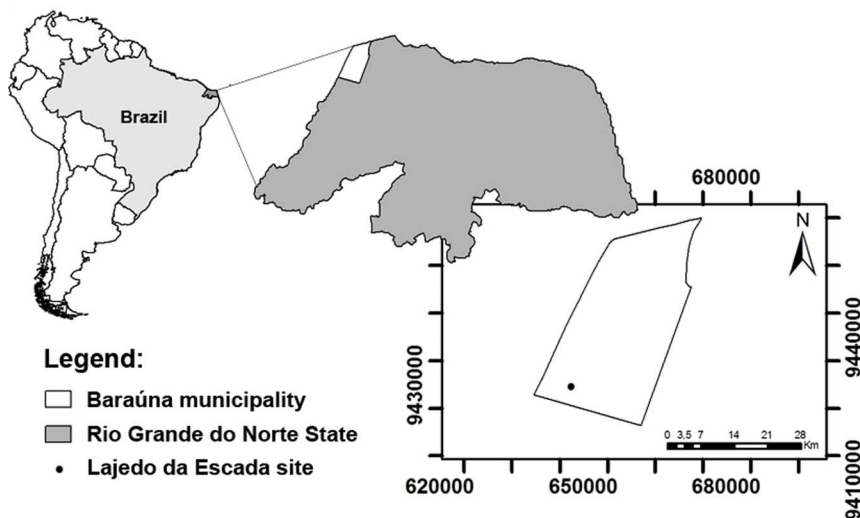 Brazil
680000
N
Legend:
Baraúna municipality
Rio Grande do Norte State
Lajedo da Escada site
9430000
9440000
9410000
0 3,5 7 14 21 28
Km
620000 650000 680000